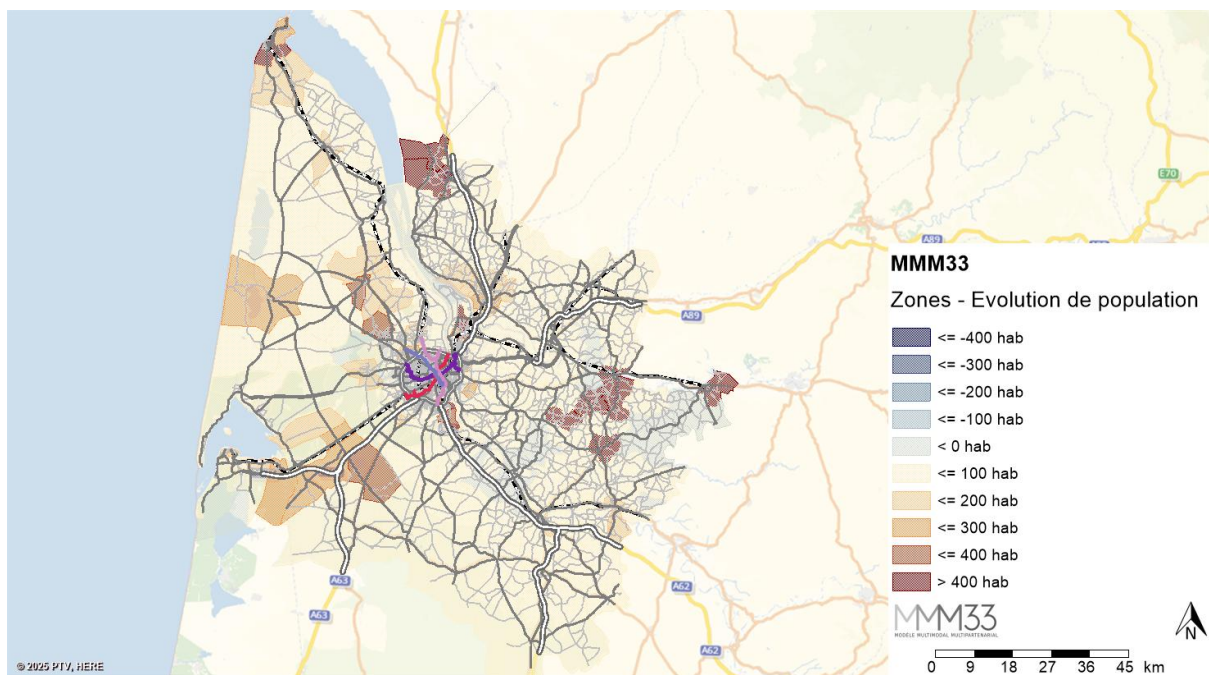 E70
A89
A89
MMM33
Zones - Evolution de population
<= -400 hab
<= -300 hab
<= -200 hab
<= -100 hab
< 0 hab
<= 100 hab
<= 200 hab
<= 300 hab
<= 400 hab
> 400 hab
A63
A63
A62
A62
MMM33
MODÈLE MULTIMODAL MULTIPARTENARIAL
N
0 9 18 27 36 45 km
© 2025 PTV, HERE